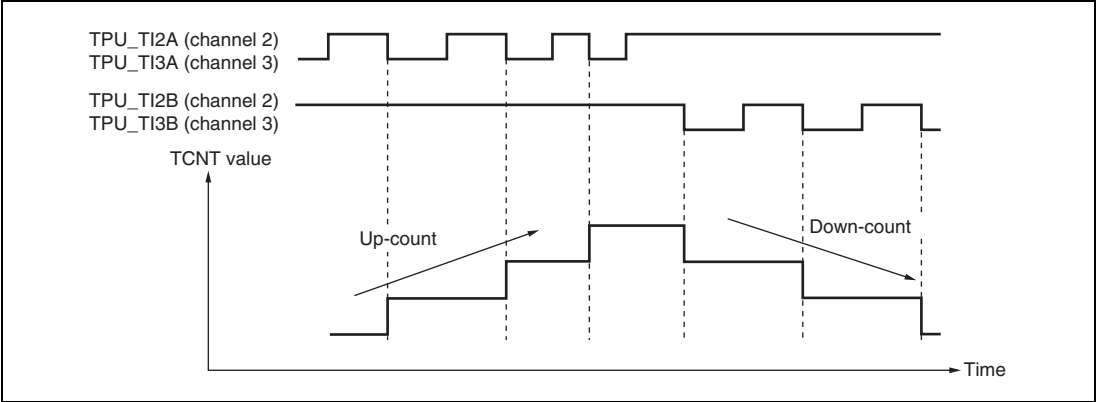 TPU_TI2A (channel 2)
TPU_TI3A (channel 3)
TPU_TI2B (channel 2)
TPU_TI3B (channel 3)
TCNT value
Up-count
Down-count
Time